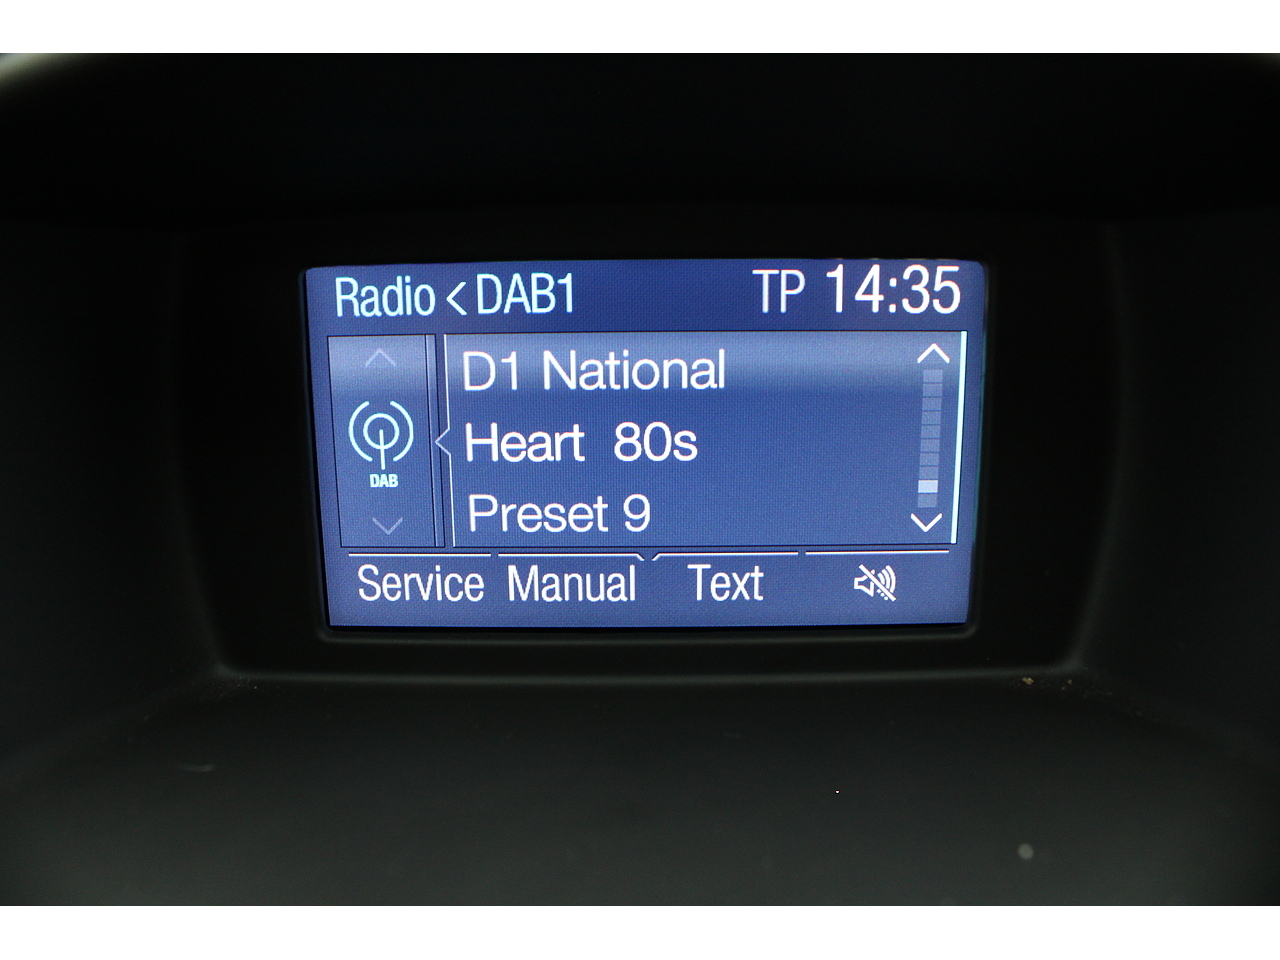 Radio < DAB1 TP 14:35
D1 National
Heart 80s
DAB
Preset 9
Service Manual Text